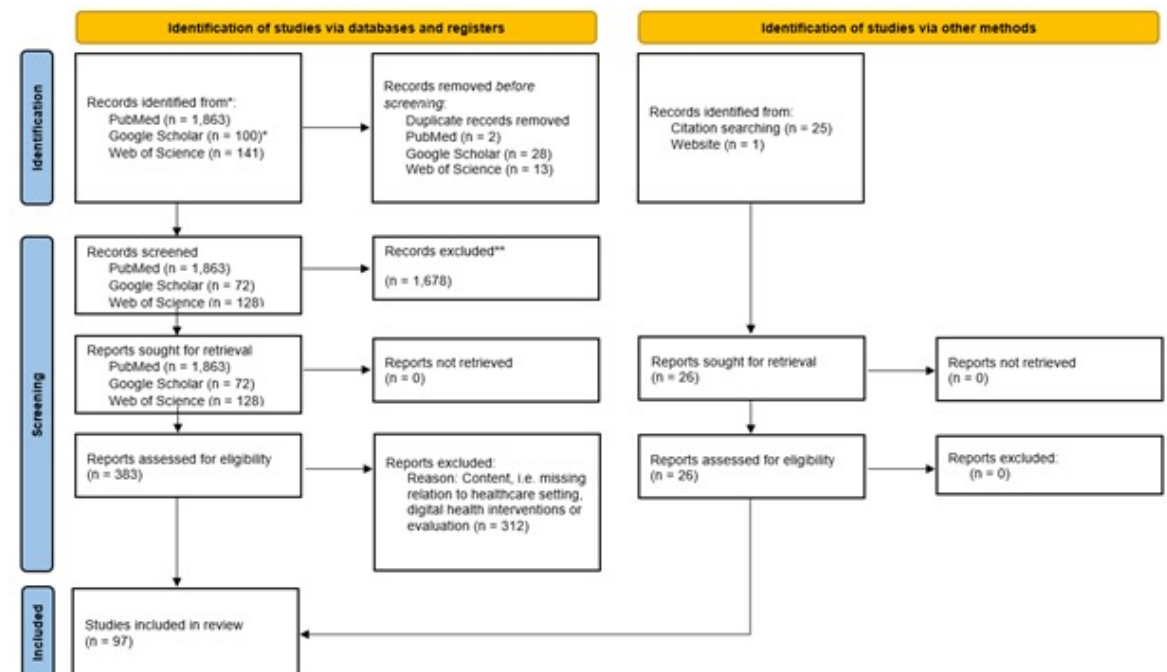 Identification of studies via databases and registers
Identification of studies via other methods
Identification
Records identified from*:
PubMed (n = 1,863)
Google Scholar (n = 100)*
Web of Science (n = 141)
Records removed before
screening:
Duplicate records removed
PubMed (n = 2)
Google Scholar (n = 28)
Web of Science (n = 13)
Records identified from:
Citation searching (n = 25)
Website (n = 1)
Screening
Records screened
PubMed (n = 1,863)
Google Scholar (n = 72)
Web of Science (n = 128)
Records excluded**
(n = 1,678)
Reports sought for retrieval
PubMed (n = 1,863)
Google Scholar (n = 72)
Web of Science (n = 128)
Reports not retrieved
(n = 0)
Reports sought for retrieval
(n = 26)
Reports not retrieved
(n = 0)
Reports assessed for eligibility
(n = 383)
Reports excluded:
Reason: Content, i.e. missing
relation to healthcare setting,
digital health interventions or
evaluation (n = 312)
Reports assessed for eligibility
(n = 26)
Reports excluded:
(n = 0)
Included
Studies included in review
(n = 97)